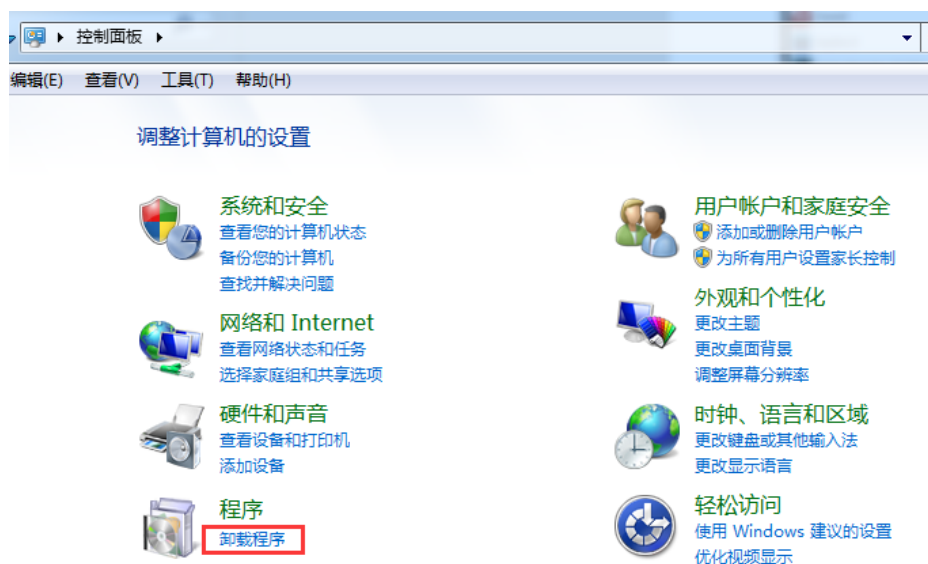 控制面板
编辑(E) 查看(V) 工具(T) 帮助(H)
调整计算机的设置
系统和安全
查看您的计算机状态
备份您的计算机
查找并解决问题
网络和 Internet
查看网络状态和任务
选择家庭组和共享选项
硬件和声音
查看设备和打印机
添加设备
程序
卸载程序
用户帐户和家庭安全
添加或删除用户帐户
为所有用户设置家长控制
外观和个性化
更改主题
更改桌面背景
调整屏幕分辨率
时钟、语言和区域
更改键盘或其他输入法
更改显示语言
轻松访问
使用 Windows 建议的设置
优化视频显示